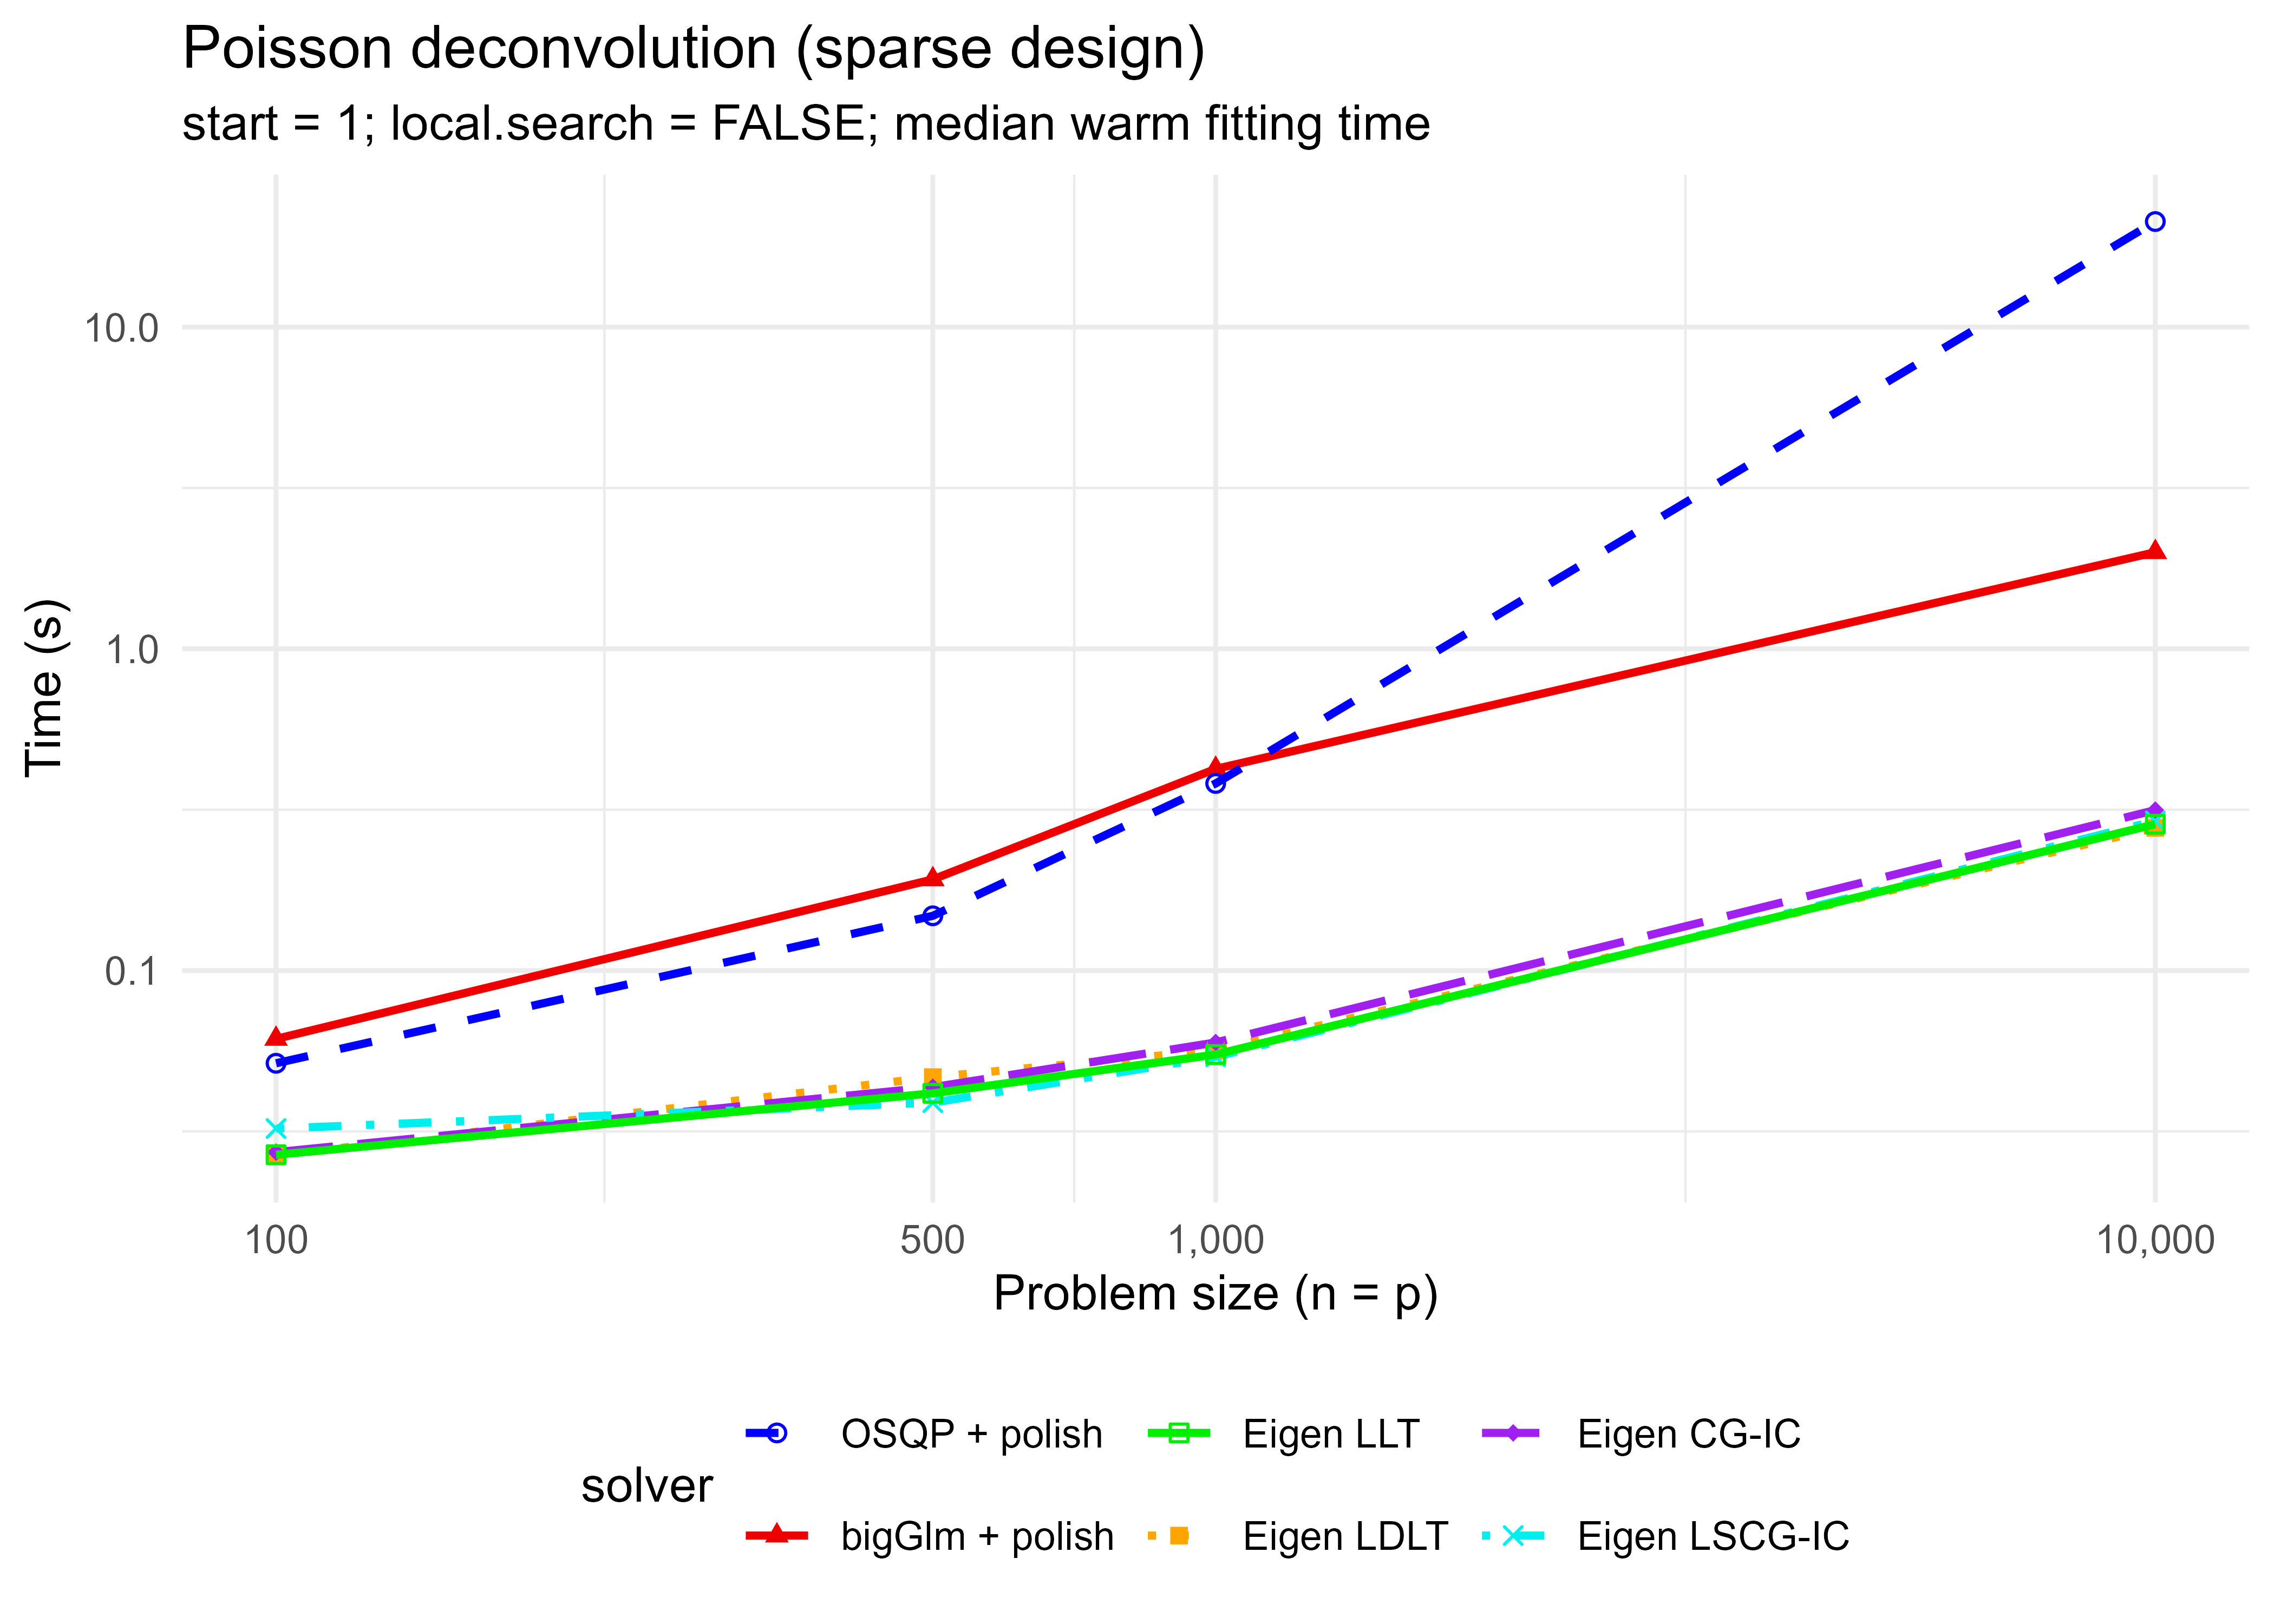 Poisson deconvolution (sparse design)
start = 1; local.search = FALSE; median warm fitting time
Time (s)
10.0
1.0
0.1
100 500 1,000 10,000
Problem size (n = p)
solver
OSQP + polish Eigen LLT Eigen CG-IC
bigGlm + polish Eigen LDLT Eigen LSCG-IC